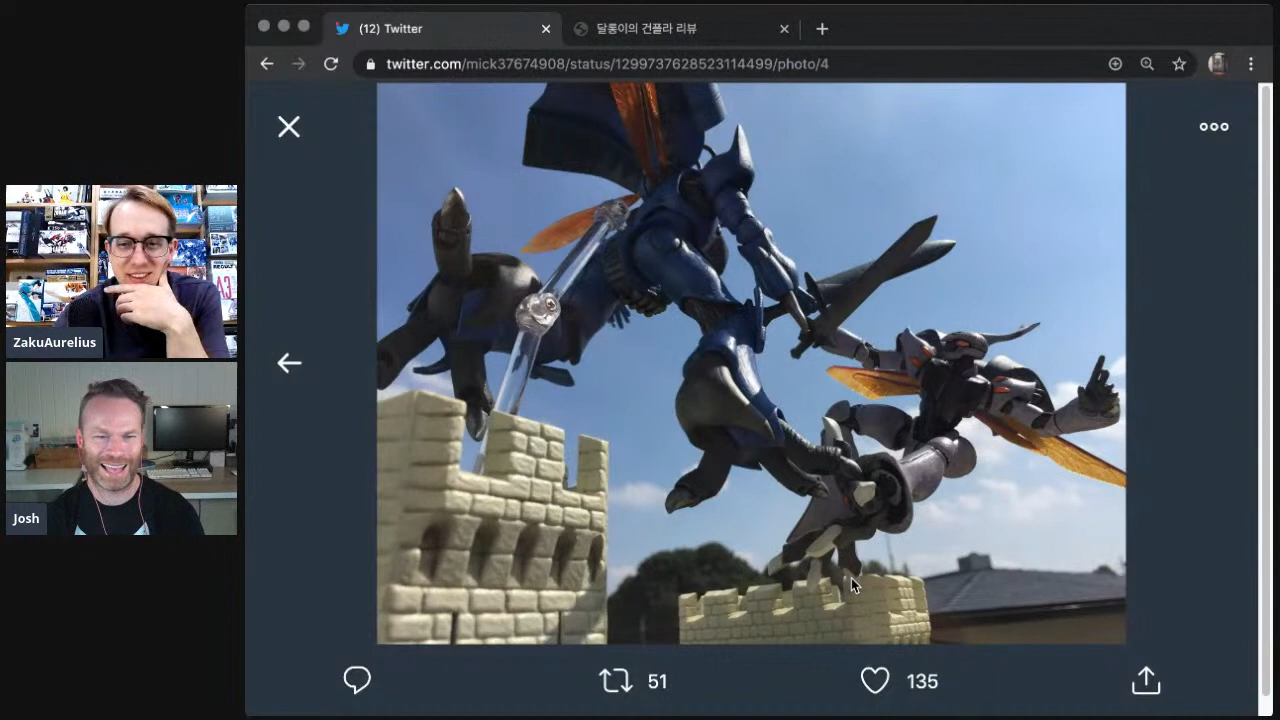 (12) Twitter
달롱이의 건플라 리뷰
twitter.com/mick37674908/status/1299737628523114499/photo/4
ZakuAurelius
Josh
51
135